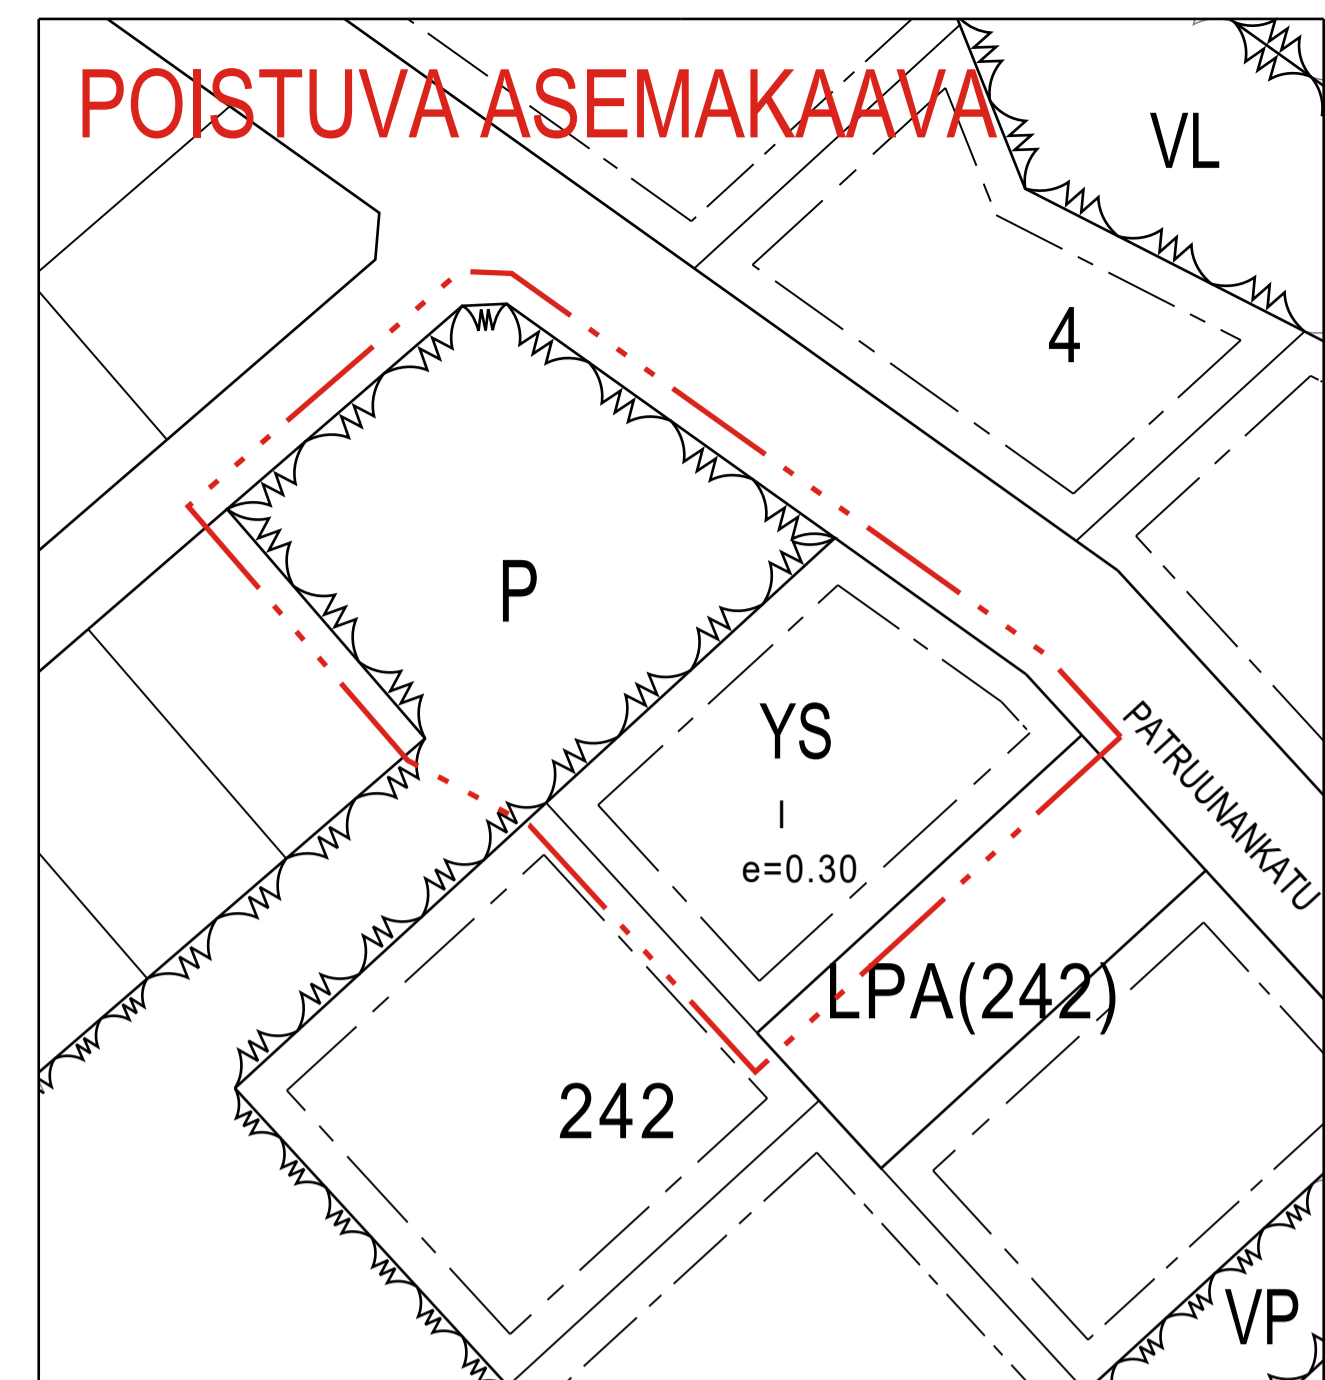 POISTUVA ASEMAKAAVA
VL
4
P
YS
I
e=0.30
PATRUUNANKATU
LPA(242)
242
VP